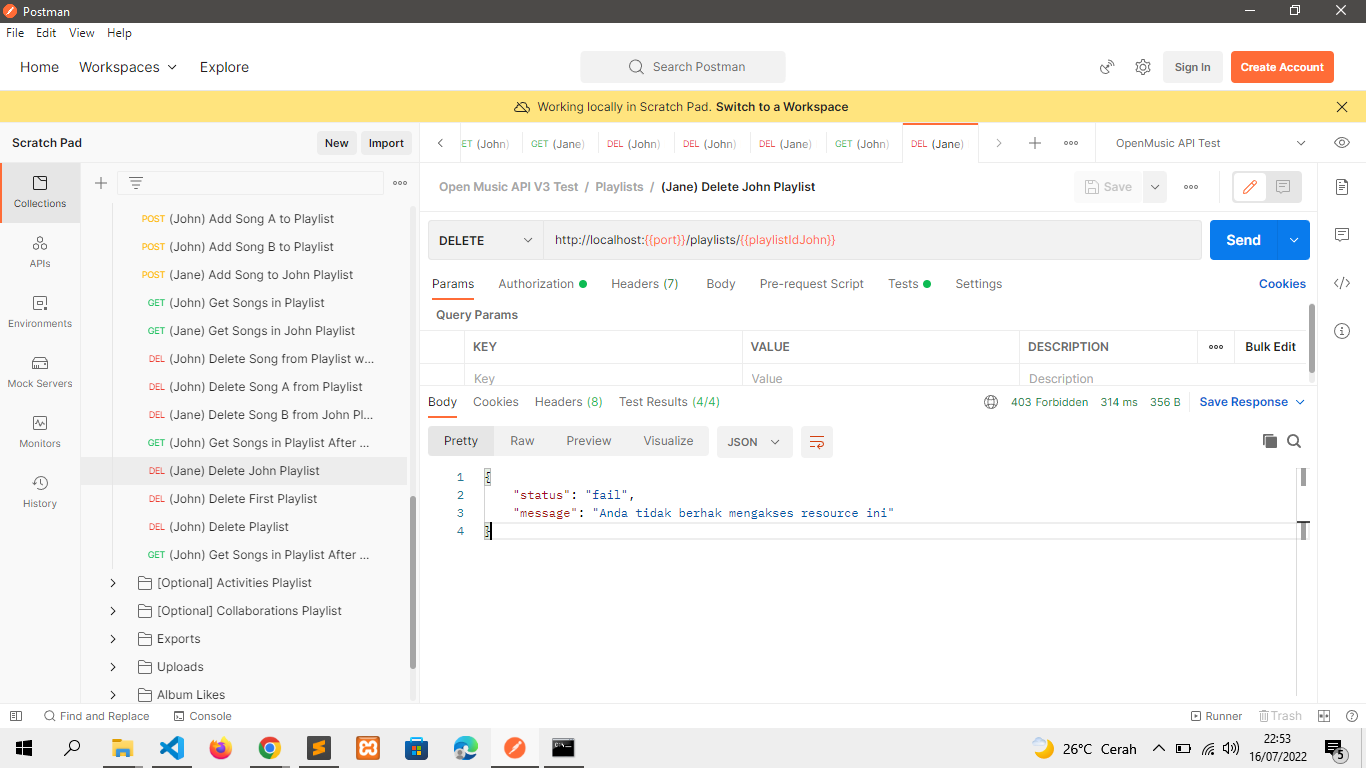 Postman
File Edit View Help
Home Workspaces Explore
Search Postman
Sign In
Create Account
Working locally in Scratch Pad. Switch to a Workspace
Scratch Pad
New
Import
Collections
APIs
Environments
Mock Servers
Monitors
History
POST (John) Add Song A to Playlist
POST (John) Add Song B to Playlist
POST (Jane) Add Song to John Playlist
GET (John) Get Songs in Playlist
GET (Jane) Get Songs in John Playlist
DEL (John) Delete Song from Playlist w...
DEL (John) Delete Song A from Playlist
DEL (Jane) Delete Song B from John Pl...
GET (John) Get Songs in Playlist After ...
DEL (Jane) Delete John Playlist
DEL (John) Delete First Playlist
DEL (John) Delete Playlist
GET (John) Get Songs in Playlist After ...
[Optional] Activities Playlist
[Optional] Collaborations Playlist
Exports
Uploads
Album Likes
ET (John) GET (Jane) DEL (John) DEL (John) DEL (Jane) GET (John) DEL (Jane)
OpenMusic API Test
Open Music API V3 Test / Playlists / (Jane) Delete John Playlist
Save
DELETE
http://localhost:{{port}}/playlists/{{playlistIdJohn}}
Send
Params Authorization Headers (7) Body Pre-request Script Tests Settings
Cookies
Query Params
KEY VALUE DESCRIPTION
Bulk Edit
Key Value Description
Body Cookies Headers (8) Test Results (4/4)
403 Forbidden 314 ms 356 B
Save Response
Pretty Raw Preview Visualize
JSON
1 {
2 "status": "fail",
3 "message": "Anda tidak berhak mengakses resource ini"
4 }
Find and Replace
Console
Runner
Trash
26°C Cerah
22:53
16/07/2022
5